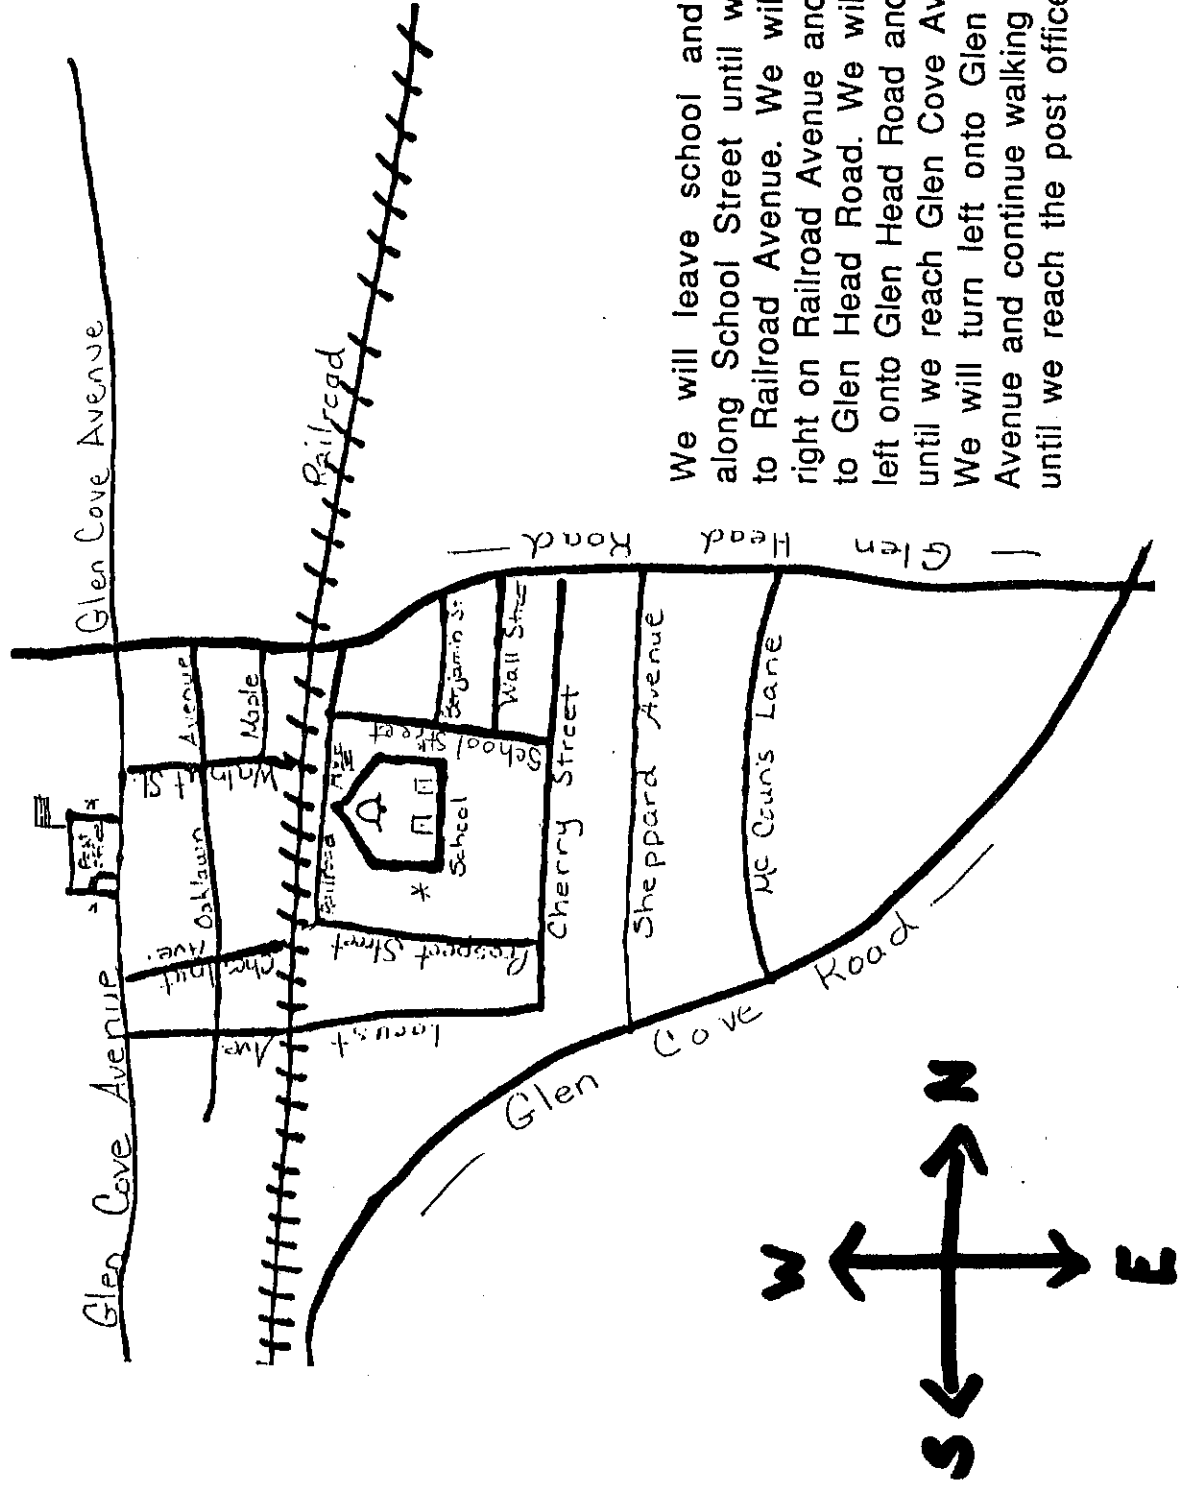 Glen Cove Avenue
Glen Cove Avenue
Railroad
Glen Head Road
Avenue
Oaklawn
Maple
Walnut St.
Chestnut Ave.
Locust Ave.
Post Office
Railroad Ave
School
School Street
Benjamin St
Wall Street
Prospect Street
Cherry Street
Sheppard Avenue
Mc Coun's Lane
Glen Cove Road
N
S
W
E
We will leave school and
along School Street until w
to Railroad Avenue. We wil
right on Railroad Avenue and
to Glen Head Road. We wil
left onto Glen Head Road and
until we reach Glen Cove Av
We will turn left onto Glen
Avenue and continue walking
until we reach the post office